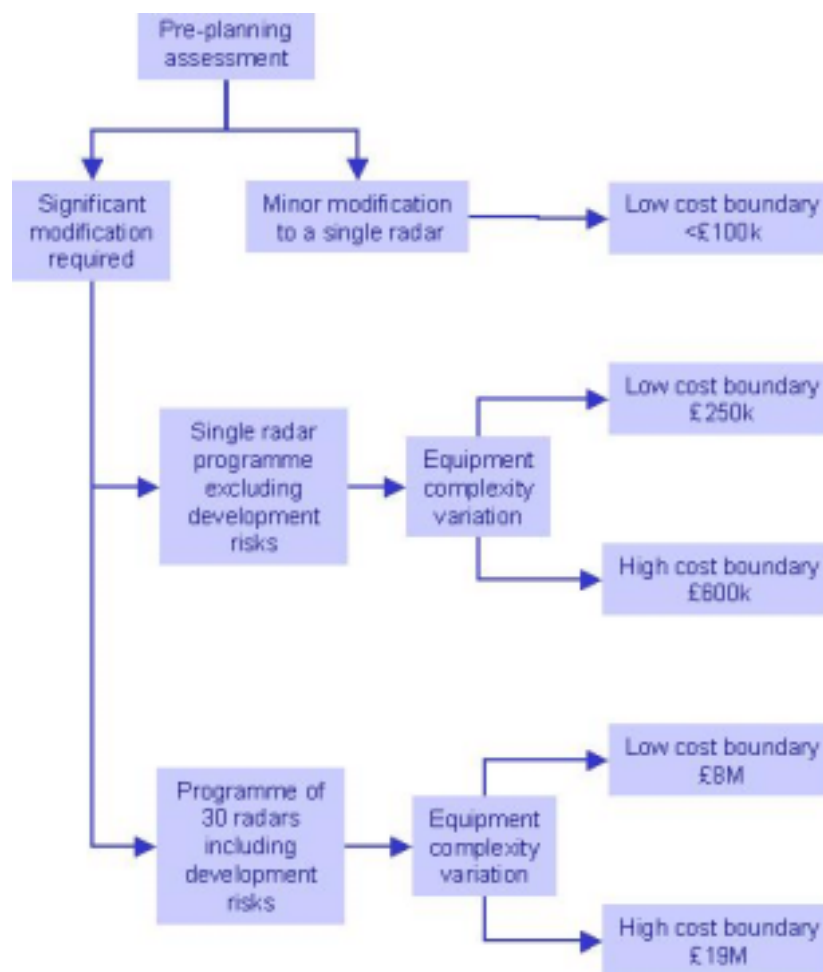 Pre-planning
assessment
Significant
modification
required
Minor modification
to a single radar
Low cost boundary
<£100k
Low cost boundary
£250k
Single radar
programme
excluding
development
risks
Equipment
complexity
variation
High cost boundary
£600k
Low cost boundary
£8M
Programme of
30 radars
including
development
risks
Equipment
complexity
variation
High cost boundary
£19M